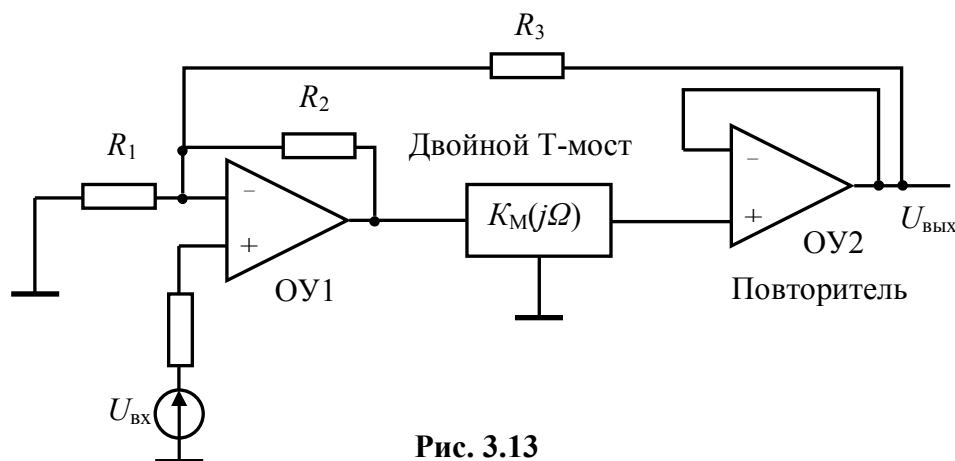 R3
R2
R1
Двойной Т-мост
−
+
ОУ1
KМ(jΩ)
−
+
ОУ2
Uвых
Повторитель
Uвх
Рис. 3.13